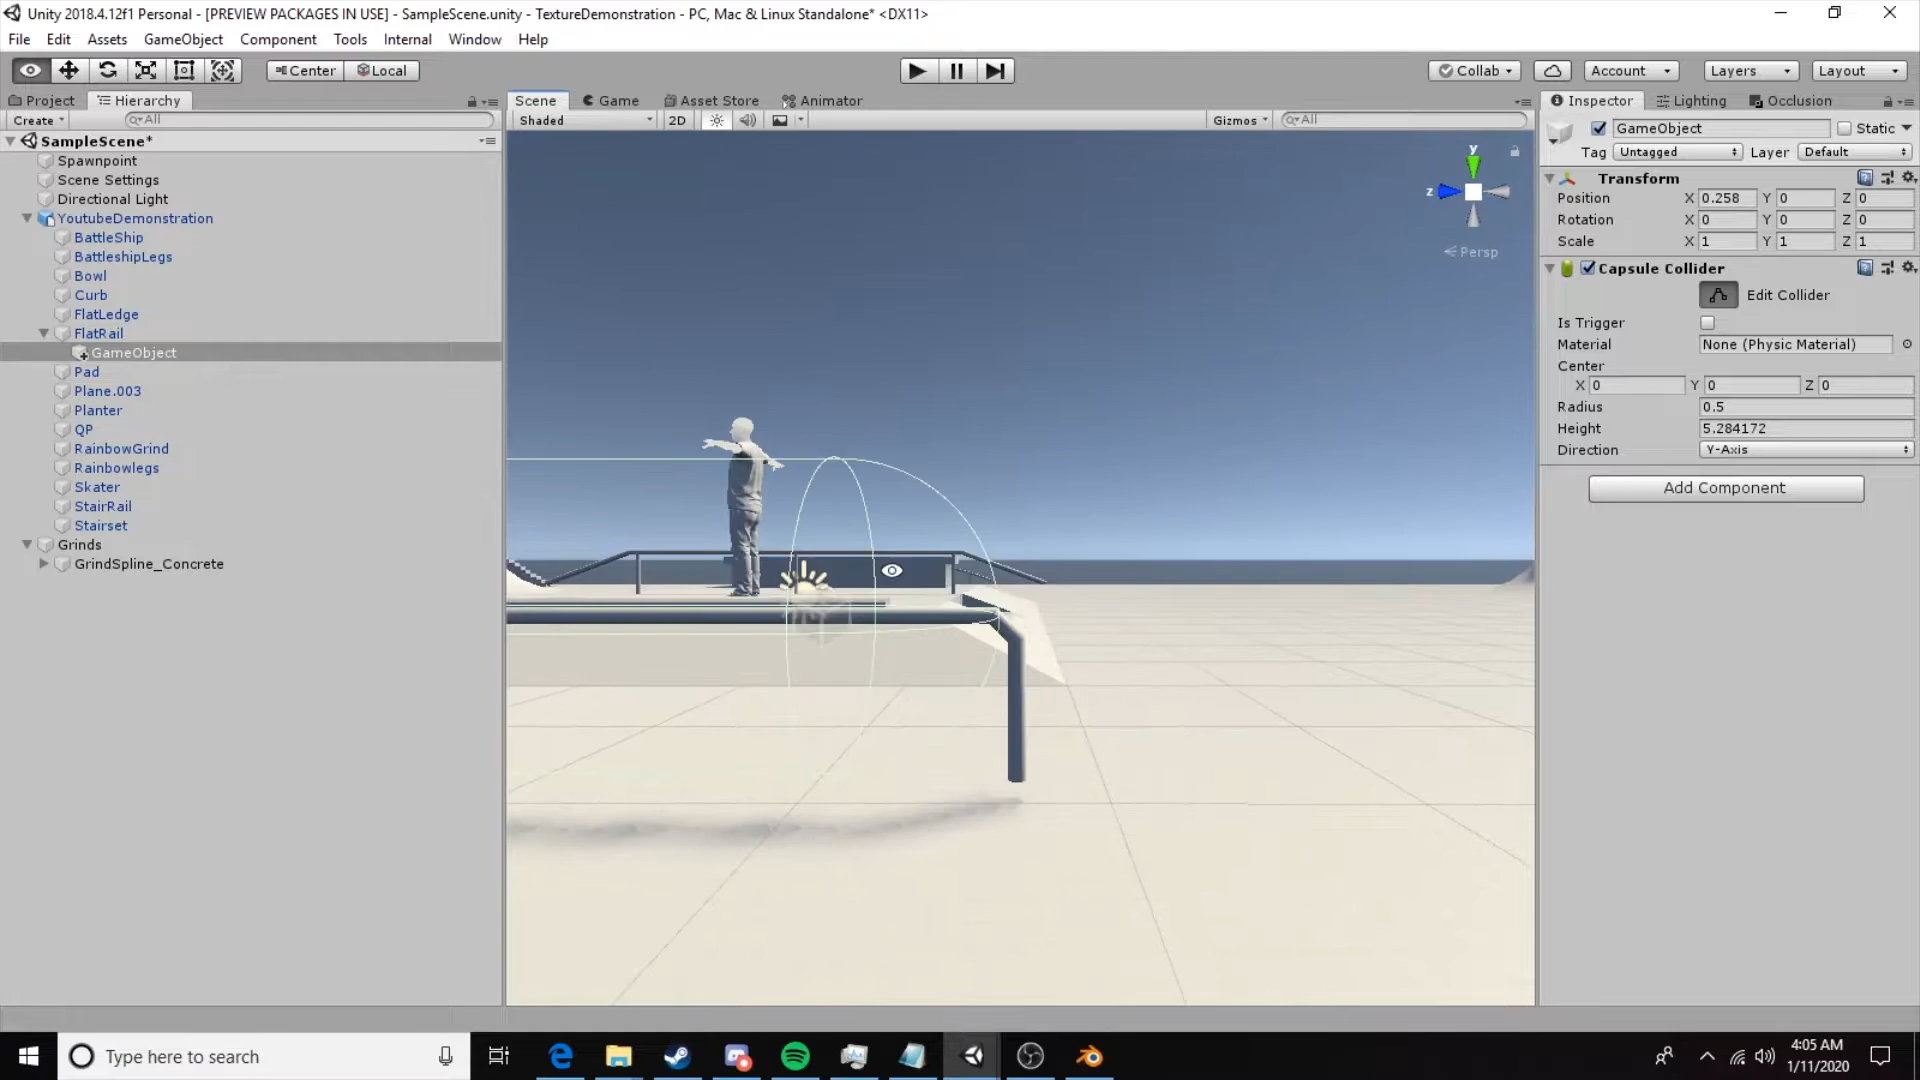 Unity 2018.4.12f1 Personal - [PREVIEW PACKAGES IN USE] - SampleScene.unity - TextureDemonstration - PC, Mac & Linux Standalone* <DX11>
File Edit Assets GameObject Component Tools Jobs Internal Window Help
Center Local Collab Account Layers Layout
Project Hierarchy
Create All
SampleScene*
Spawnpoint
Scene Settings
Directional Light
YoutubeDemonstration
BattleShip
BattleshipLegs
Bowl
Curb
FlatLedge
FlatRail
GameObject
Pad
Plane.003
Planter
QP
RainbowGrind
Rainbowlegs
Skater
StairRail
Stairset
Grinds
GrindSpline_Concrete
Scene Game Asset Store Animator
Shaded 2D Gizmos All
y
z
Persp
Inspector Lighting Occlusion
GameObject Static
Tag Untagged Layer Default
Transform
Position X 0.258 Y 0 Z 0
Rotation X 0 Y 0 Z 0
Scale X 1 Y 1 Z 1
Capsule Collider
Edit Collider
Is Trigger
Material None (Physic Material)
Center
X 0 Y 0 Z 0
Radius 0.5
Height 5.284172
Direction Y-Axis
Add Component
Type here to search
4:05 AM
1/11/2020